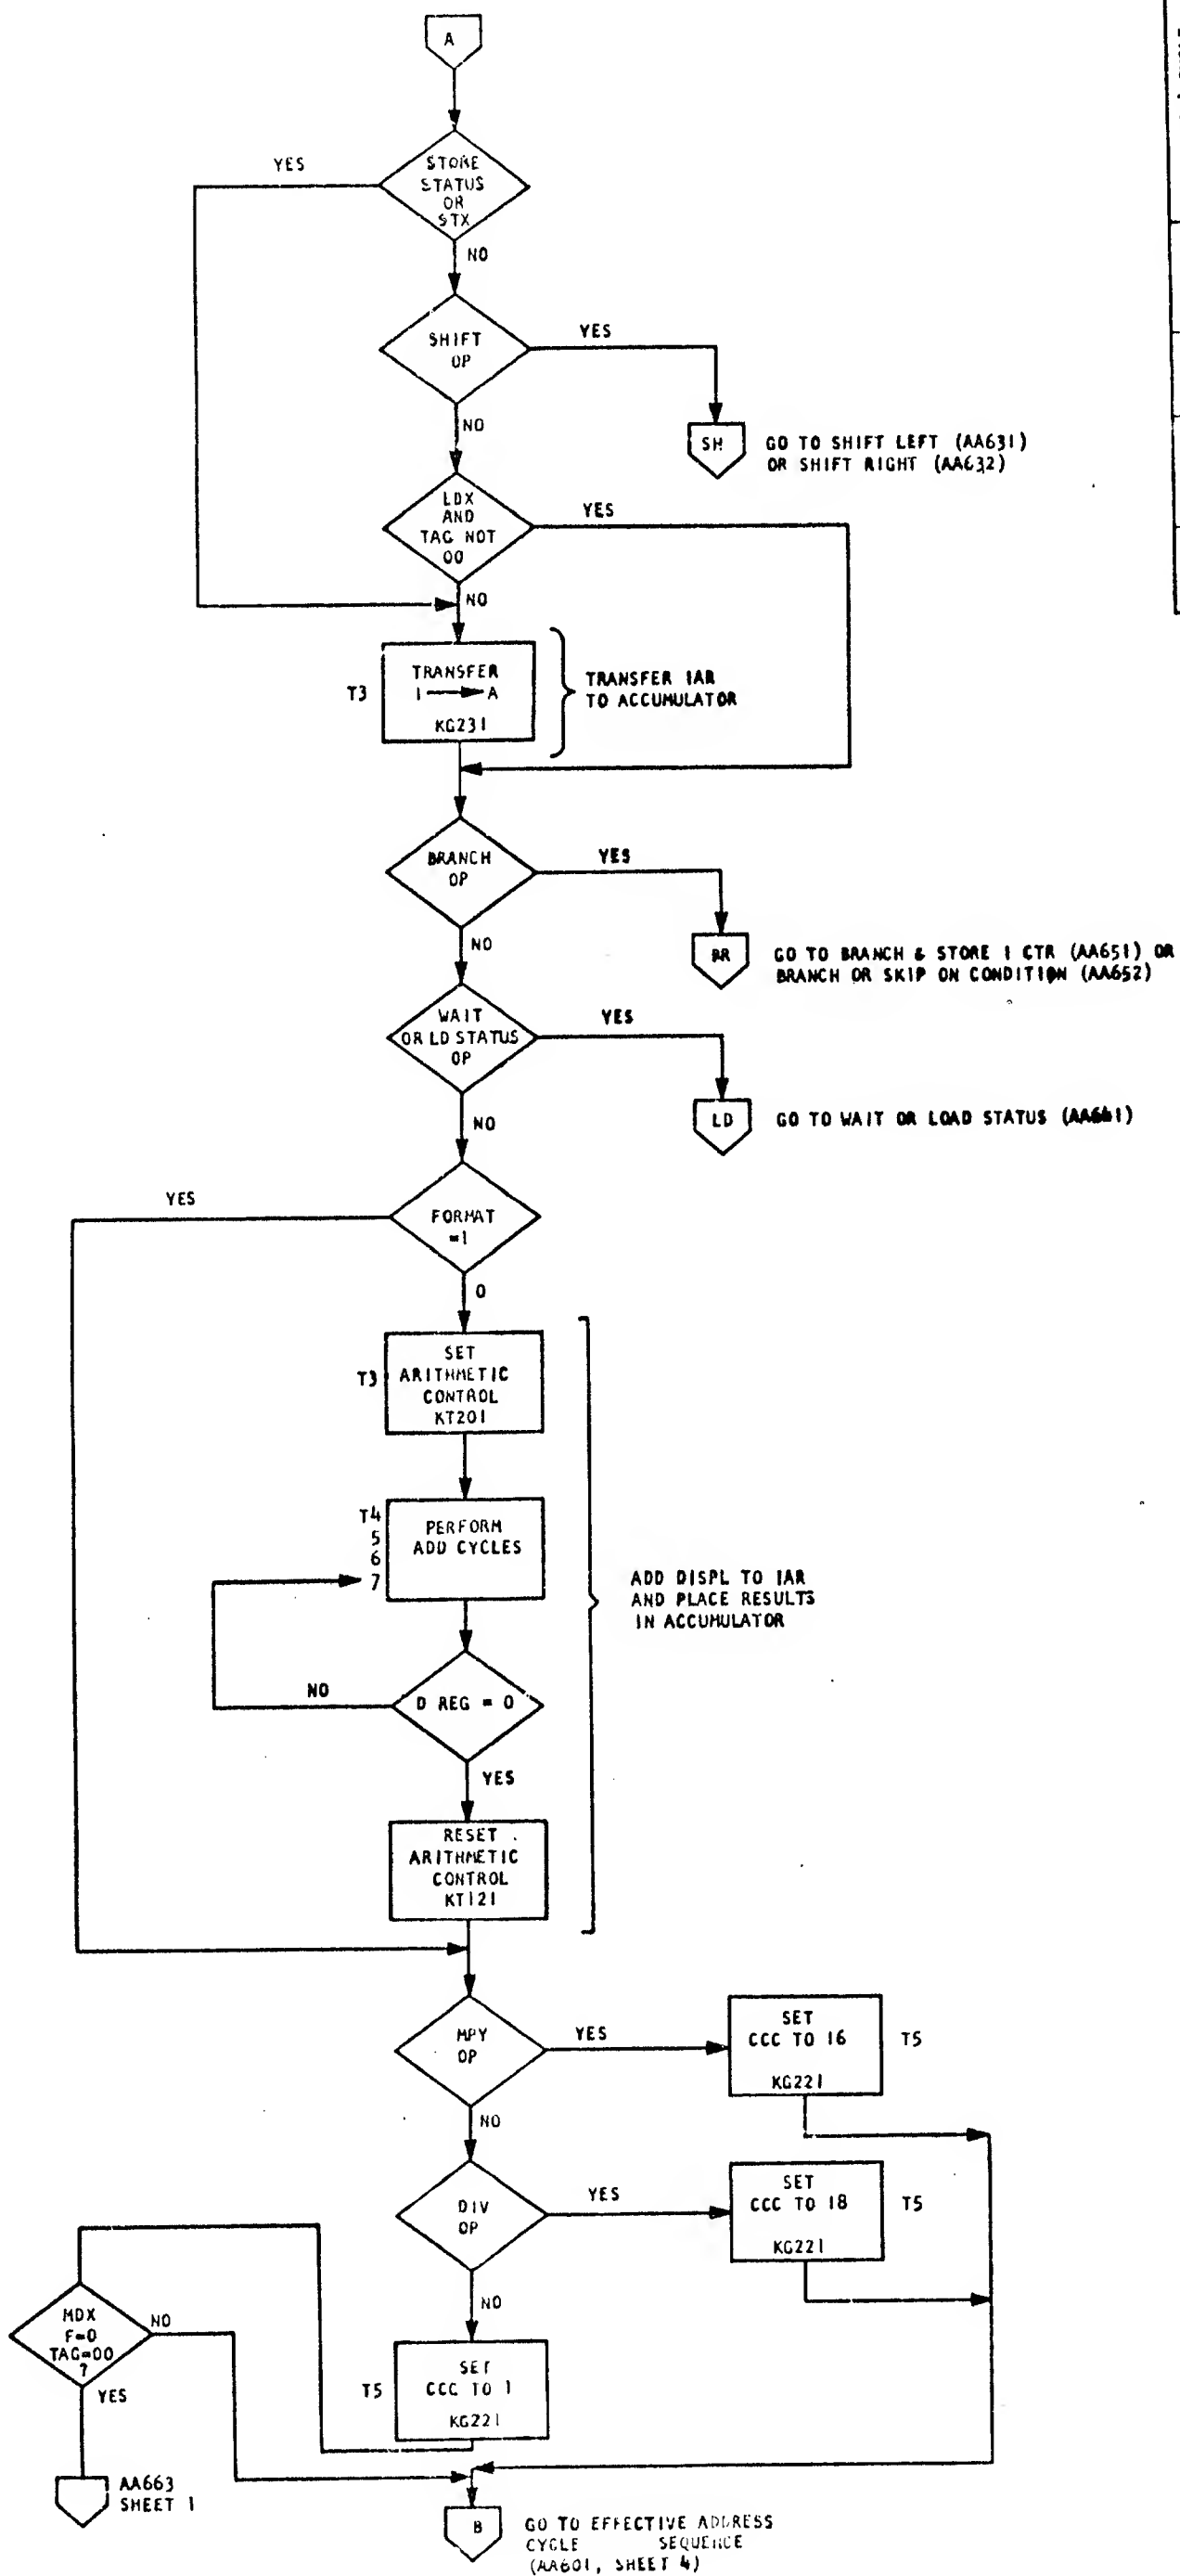 A
STORE
STATUS
OR
STX
YES
NO
SHIFT
OP
YES
NO
SH
GO TO SHIFT LEFT (AA631)
OR SHIFT RIGHT (AA632)
LDX
AND
TAG NOT
00
YES
NO
T3
TRANSFER
I → A
KG231
TRANSFER IAR
TO ACCUMULATOR
BRANCH
OP
YES
NO
BR
GO TO BRANCH & STORE I CTR (AA651) OR
BRANCH OR SKIP ON CONDITION (AA652)
WAIT
OR LD STATUS
OP
YES
NO
LD
GO TO WAIT OR LOAD STATUS
YES
FORMAT
=1
0
T3
SET
ARITHMETIC
CONTROL
KT201
T4
5
6
7
PERFORM
ADD CYCLES
ADD DISPL TO IAR
AND PLACE RESULTS
IN ACCUMULATOR
NO
D REG = 0
YES
RESET
ARITHMETIC
CONTROL
KT121
MPY
OP
YES
NO
SET
CCC TO 16
KG221
T5
DIV
OP
YES
NO
SET
CCC TO 18
KG221
T5
MDX
F=0
TAG=00
?
NO
YES
T5
SET
CCC TO 1
KG221
AA663
SHEET 1
B
GO TO EFFECTIVE ADDRESS
CYCLE SEQUENCE
(AA601, SHEET 4)